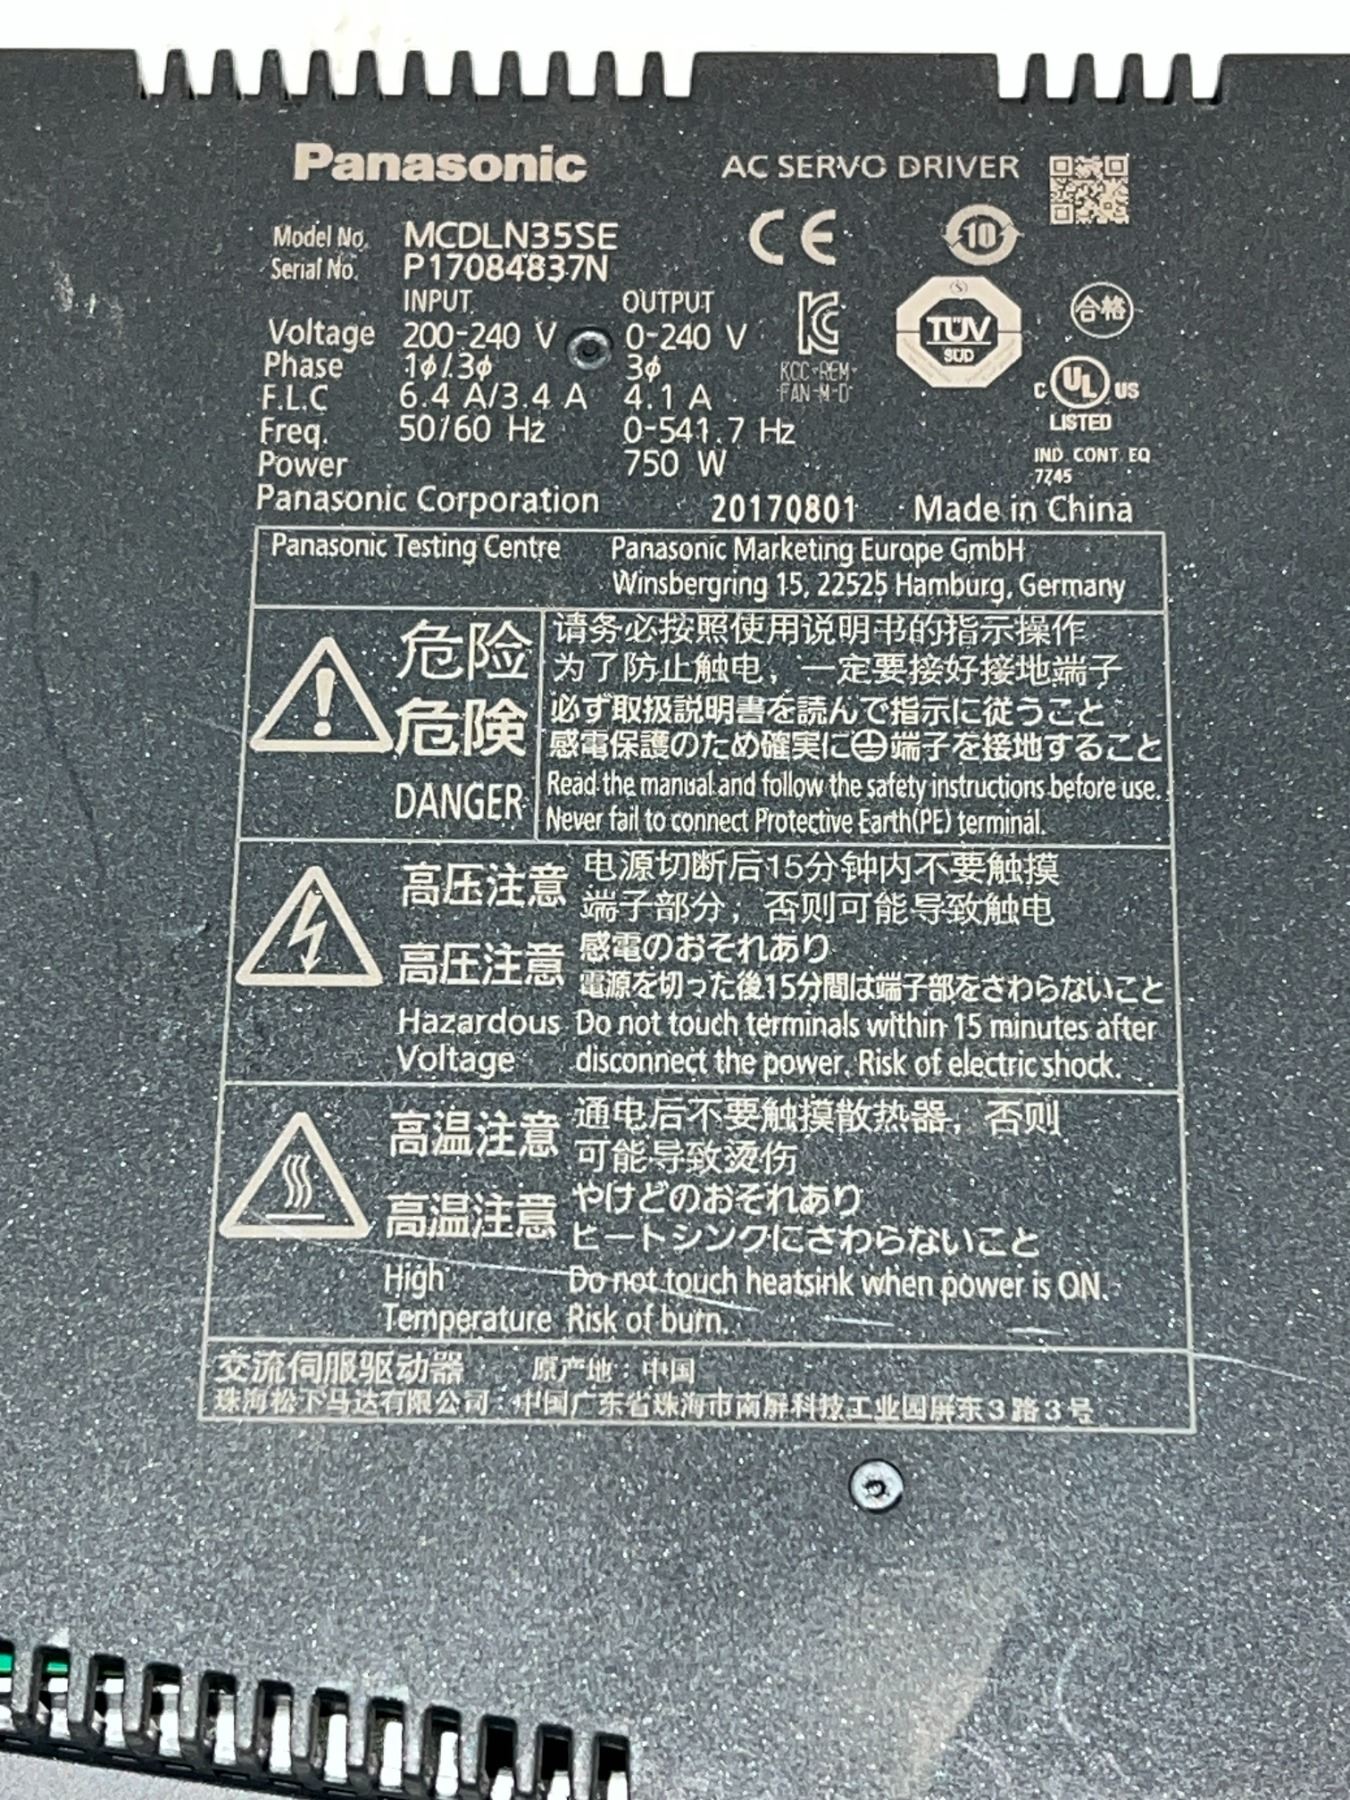 Panasonic AC SERVO DRIVER
Model No. MCDLN35SE
Serial No. P17084837N
CE
10
INPUT OUTPUT
Voltage 200-240 V 0-240 V
Phase 1ϕ/3ϕ 3ϕ
F.L.C 6.4 A/3.4 A 4.1 A
Freq. 50/60 Hz 0-541.7 Hz
Power 750 W
KCC-REM-
FAN-M-D
TÜV
SÜD
合格
C UL US
LISTED
IND. CONT. EQ.
7745
Panasonic Corporation 20170801 Made in China
Panasonic Testing Centre Panasonic Marketing Europe GmbH
Winsbergring 15, 22525 Hamburg, Germany
危险
危険
DANGER
请务必按照使用说明书的指示操作
为了防止触电，一定要接好接地端子
必ず取扱説明書を読んで指示に従うこと
感電保護のため確実に端子を接地すること
Read the manual and follow the safety instructions before use.
Never fail to connect Protective Earth(PE) terminal.
高压注意
高圧注意
Hazardous
Voltage
电源切断后15分钟内不要触摸
端子部分；否则可能导致触电
感電のおそれあり
電源を切った後15分間は端子部をさわらないこと
Do not touch terminals within 15 minutes after
disconnect the power. Risk of electric shock.
高温注意
高温注意
High
Temperature
通电后不要触摸散热器，否则
可能导致烫伤
やけどのおそれあり
ヒートシンクにさわらないこと
Do not touch heatsink when power is ON.
Risk of burn.
交流伺服驱动器 原产地：中国
珠海松下马达有限公司：中国广东省珠海市南屏科技工业园屏东3路3号